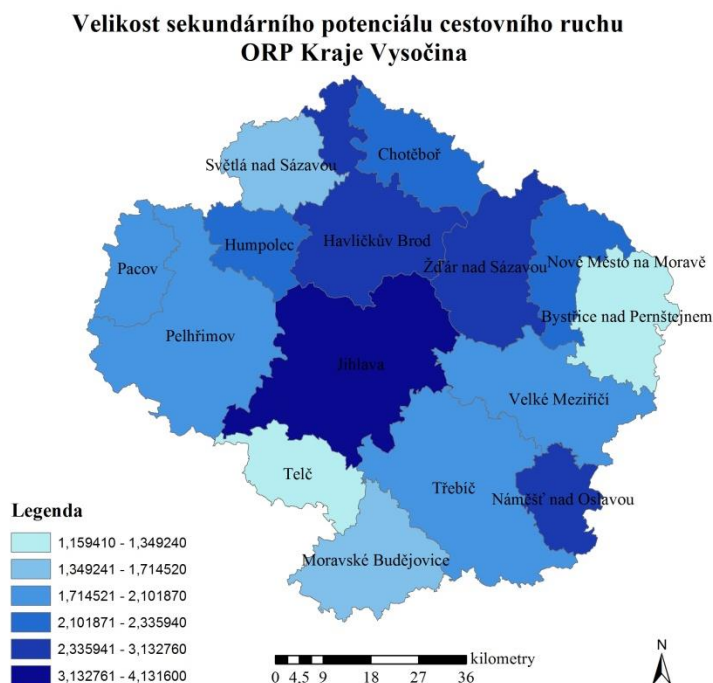 Velikost sekundárního potenciálu cestovního ruchu
ORP Kraje Vysočina
Chotěboř
Světlá nad Sázavou
Havlíčkův Brod
Humpolec
Nové Město na Moravě
Žďár nad Sázavou
Pacov
Bystřice nad Pernštejnem
Pelhřimov
Jihlava
Velké Meziříčí
Telč
Třebíč
Náměšť nad Oslavou
Moravské Budějovice
Legenda
1,159410 - 1,349240
1,349241 - 1,714520
1,714521 - 2,101870
2,101871 - 2,335940
2,335941 - 3,132760
3,132761 - 4,131600
kilometry
0 4,5 9 18 27 36
N